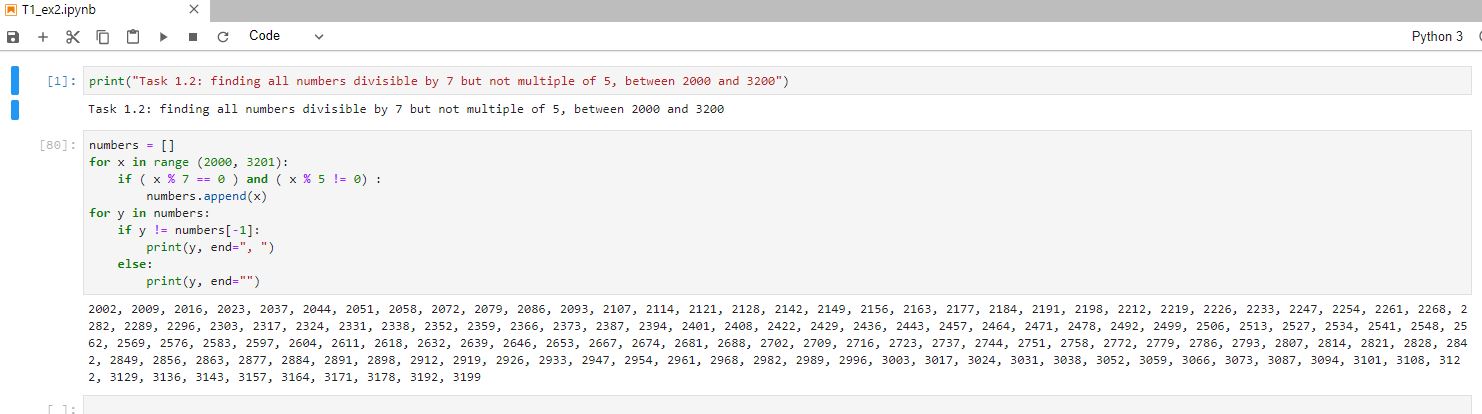 T1_ex2.ipynb
Code
Python 3
[1]:
print("Task 1.2: finding all numbers divisible by 7 but not multiple of 5, between 2000 and 3200")
Task 1.2: finding all numbers divisible by 7 but not multiple of 5, between 2000 and 3200
[80]:
numbers = []
for x in range (2000, 3201):
    if ( x % 7 == 0 ) and ( x % 5 != 0) :
        numbers.append(x)
for y in numbers:
    if y != numbers[-1]:
        print(y, end=", ")
    else:
        print(y, end="")
2002, 2009, 2016, 2023, 2037, 2044, 2051, 2058, 2072, 2079, 2086, 2093, 2107, 2114, 2121, 2128, 2142, 2149, 2156, 2163, 2177, 2184, 2191, 2198, 2212, 2219, 2226, 2233, 2247, 2254, 2261, 2268, 2
282, 2289, 2296, 2303, 2317, 2324, 2331, 2338, 2352, 2359, 2366, 2373, 2387, 2394, 2401, 2408, 2422, 2429, 2436, 2443, 2457, 2464, 2471, 2478, 2492, 2499, 2506, 2513, 2527, 2534, 2541, 2548, 25
62, 2569, 2576, 2583, 2597, 2604, 2611, 2618, 2632, 2639, 2646, 2653, 2667, 2674, 2681, 2688, 2702, 2709, 2716, 2723, 2737, 2744, 2751, 2758, 2772, 2779, 2786, 2793, 2807, 2814, 2821, 2828, 284
2, 2849, 2856, 2863, 2877, 2884, 2891, 2898, 2912, 2919, 2926, 2933, 2947, 2954, 2961, 2968, 2982, 2989, 2996, 3003, 3017, 3024, 3031, 3038, 3052, 3059, 3066, 3073, 3087, 3094, 3101, 3108, 312
2, 3129, 3136, 3143, 3157, 3164, 3171, 3178, 3192, 3199
[ ]: